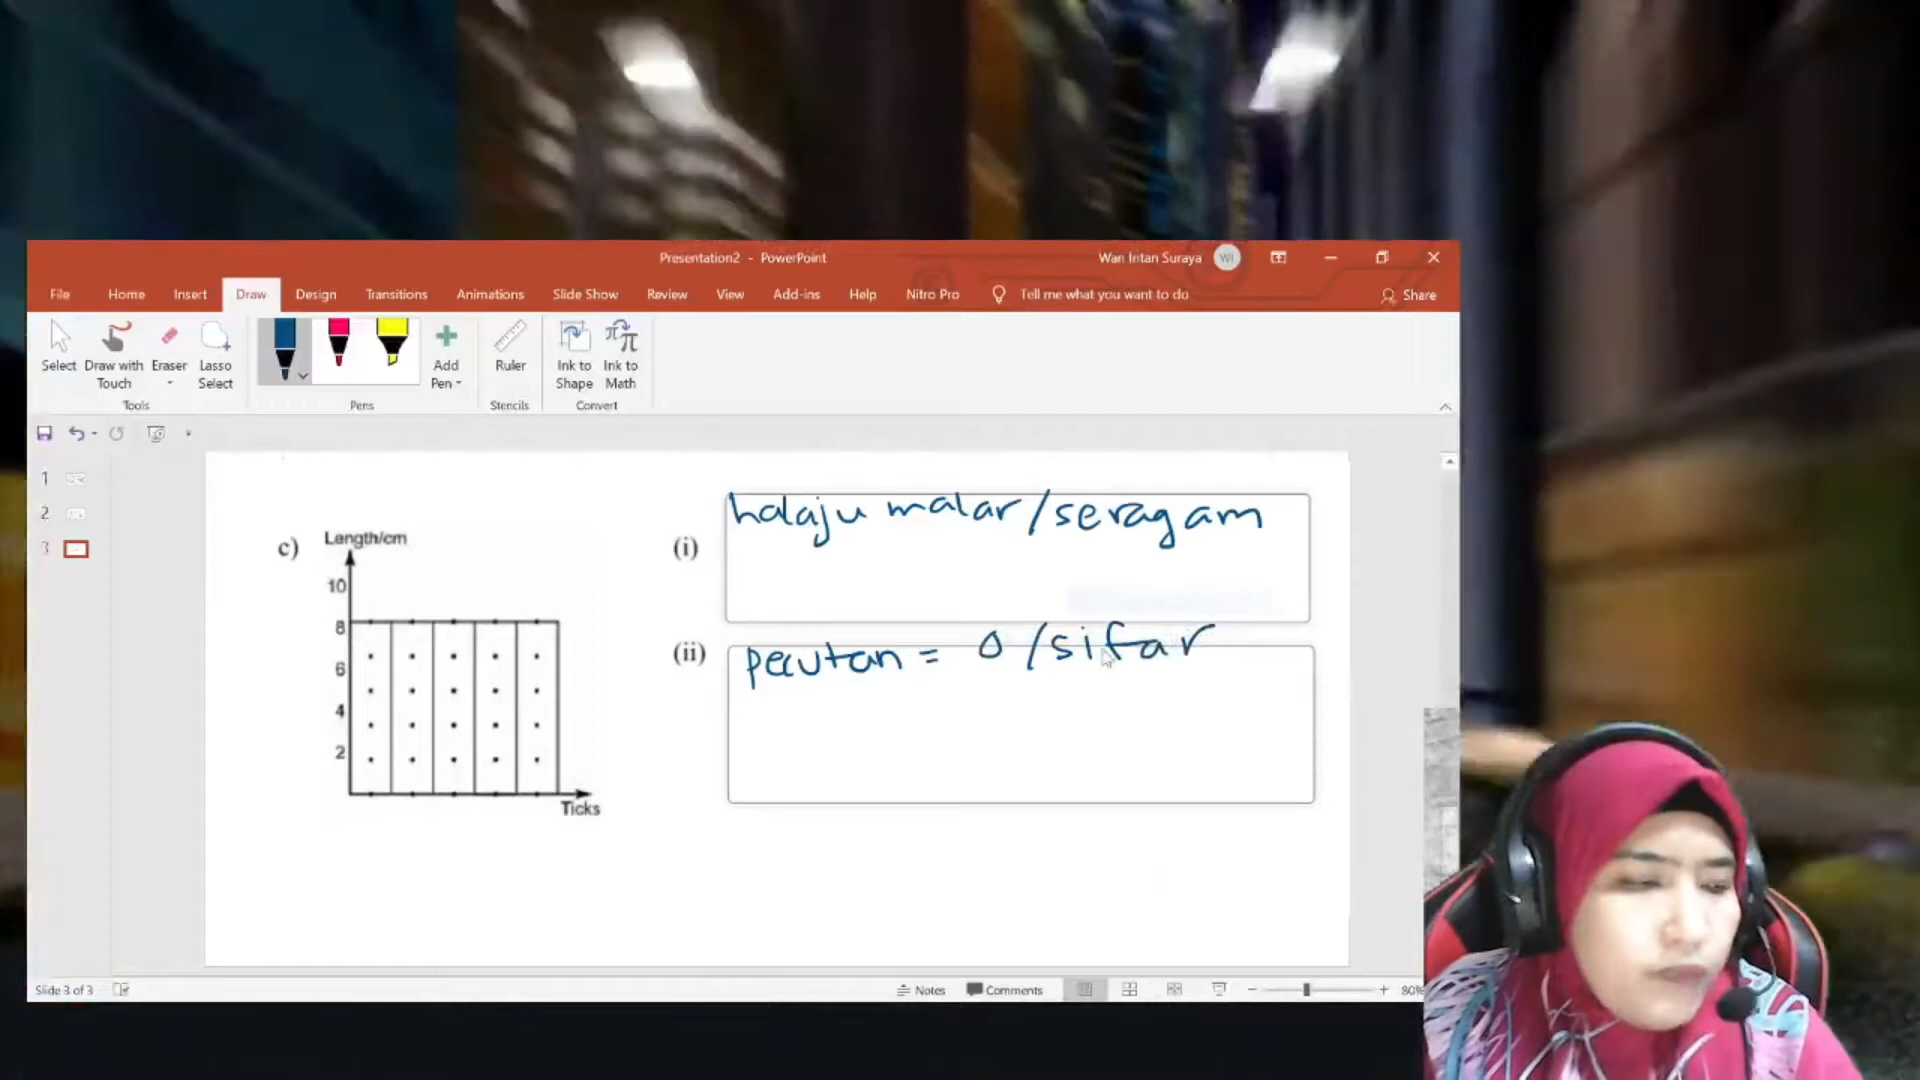 Presentation2 - PowerPoint
Wan Intan Suraya WI
File Home Insert Draw Design Transitions Animations Slide Show Review View Add-ins Help Nitro Pro Tell me what you want to do Share
Select Draw with Touch Eraser Lasso Select
Add Pen Ruler Ink to Shape Ink to Math
Tools Pens Stencils Convert
1
2
3
c) Length/cm
10
8
6
4
2
Ticks
(i) halaju malar/seragam
(ii) pecutan = 0/sifar
Slide 3 of 3 Notes Comments 80%